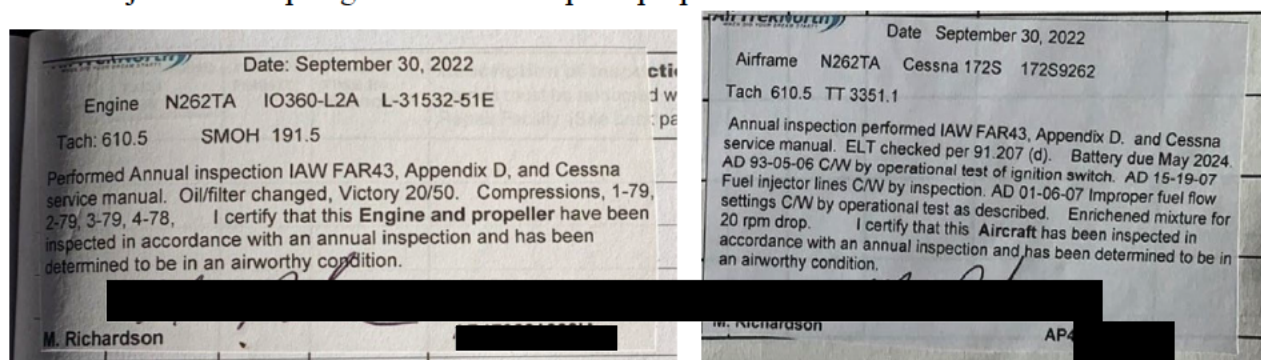 Date: September 30, 2022
Engine N262TA IO360-L2A L-31532-51E
Tach: 610.5 SMOH 191.5
Performed Annual inspection IAW FAR43, Appendix D, and Cessna
service manual. Oil/filter changed, Victory 20/50. Compressions, 1-79,
2-79, 3-79, 4-78, I certify that this Engine and propeller have been
inspected in accordance with an annual inspection and has been
determined to be in an airworthy condition.
M. Richardson
AirTrekNorth
Date September 30, 2022
Airframe N262TA Cessna 172S 172S9262
Tach 610.5 TT 3351.1
Annual inspection performed IAW FAR43, Appendix D. and Cessna
service manual. ELT checked per 91.207 (d). Battery due May 2024.
AD 93-05-06 C/W by operational test of ignition switch. AD 15-19-07
Fuel injector lines C/W by inspection. AD 01-06-07 Improper fuel flow
settings C/W by operational test as described. Enrichened mixture for
20 rpm drop. I certify that this Aircraft has been inspected in
accordance with an annual inspection and has been determined to be in
an airworthy condition.
M. Richardson
AP4